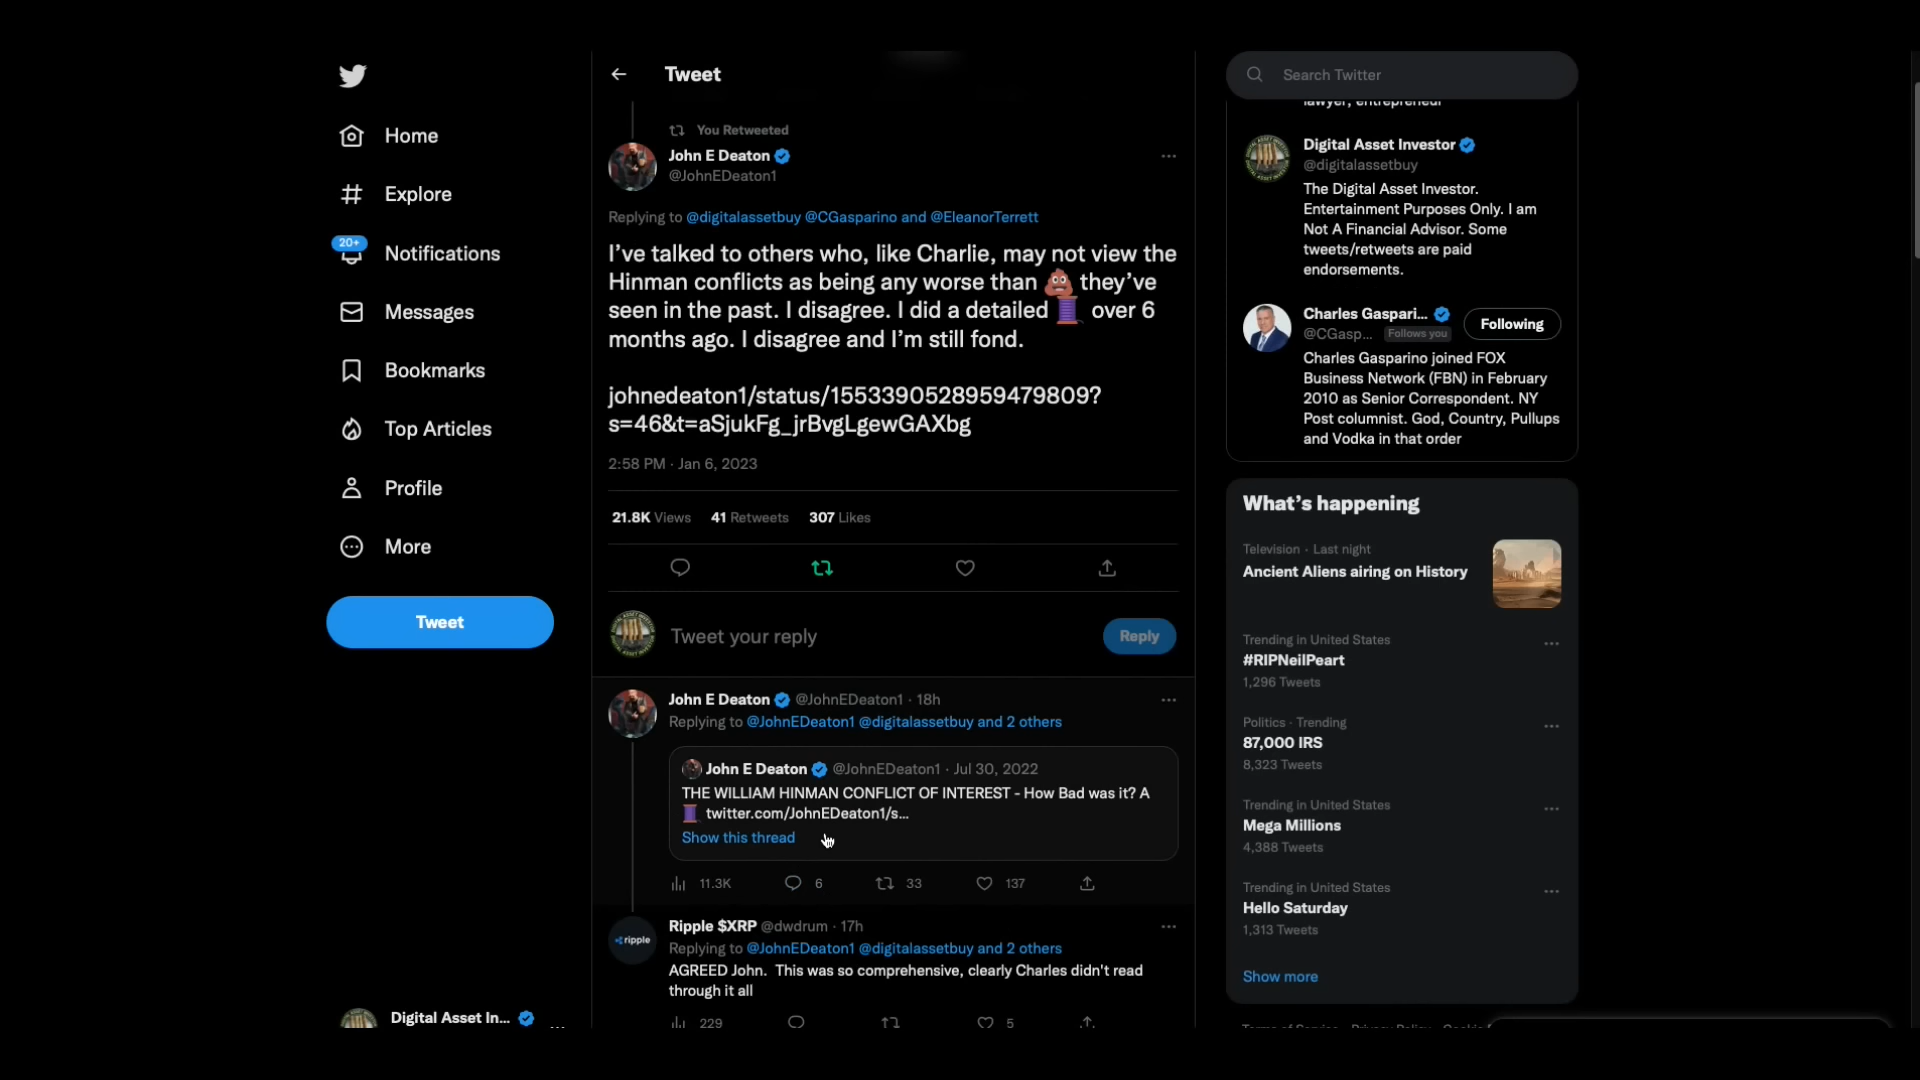 Home
Explore
20+
Notifications
Messages
Bookmarks
Top Articles
Profile
More
Tweet
Digital Asset In...
Tweet
You Retweeted
John E Deaton
@JohnEDeaton1
Replying to @digitalassetbuy @CGasparino and @EleanorTerrett
I've talked to others who, like Charlie, may not view the
Hinman conflicts as being any worse than 💩 they've
seen in the past. I disagree. I did a detailed 🧵 over 6
months ago. I disagree and I'm still fond.
johnedeaton1/status/1553390528959479809?
s=46&t=aSjukFg_jrBvgLgewGAXbg
2:58 PM · Jan 6, 2023
21.8K Views 41 Retweets 307 Likes
Tweet your reply
Reply
John E Deaton @JohnEDeaton1 · 18h
Replying to @JohnEDeaton1 @digitalassetbuy and 2 others
John E Deaton @JohnEDeaton1 · Jul 30, 2022
THE WILLIAM HINMAN CONFLICT OF INTEREST - How Bad was it? A
🧵 twitter.com/JohnEDeaton1/s...
Show this thread
11.3K 6 33 137
ripple
Ripple $XRP @dwdrum · 17h
Replying to @JohnEDeaton1 @digitalassetbuy and 2 others
AGREED John. This was so comprehensive, clearly Charles didn't read
through it all
229 5
Search Twitter
lawyer, entrepreneur
Digital Asset Investor
@digitalassetbuy
The Digital Asset Investor.
Entertainment Purposes Only. I am
Not A Financial Advisor. Some
tweets/retweets are paid
endorsements.
Charles Gaspari...
@CGasp... Follows you
Following
Charles Gasparino joined FOX
Business Network (FBN) in February
2010 as Senior Correspondent. NY
Post columnist. God, Country, Pullups
and Vodka in that order
What's happening
Television · Last night
Ancient Aliens airing on History
Trending in United States
#RIPNeilPeart
1,296 Tweets
Politics · Trending
87,000 IRS
8,323 Tweets
Trending in United States
Mega Millions
4,388 Tweets
Trending in United States
Hello Saturday
1,313 Tweets
Show more
Terms of Service Privacy Policy Cookie